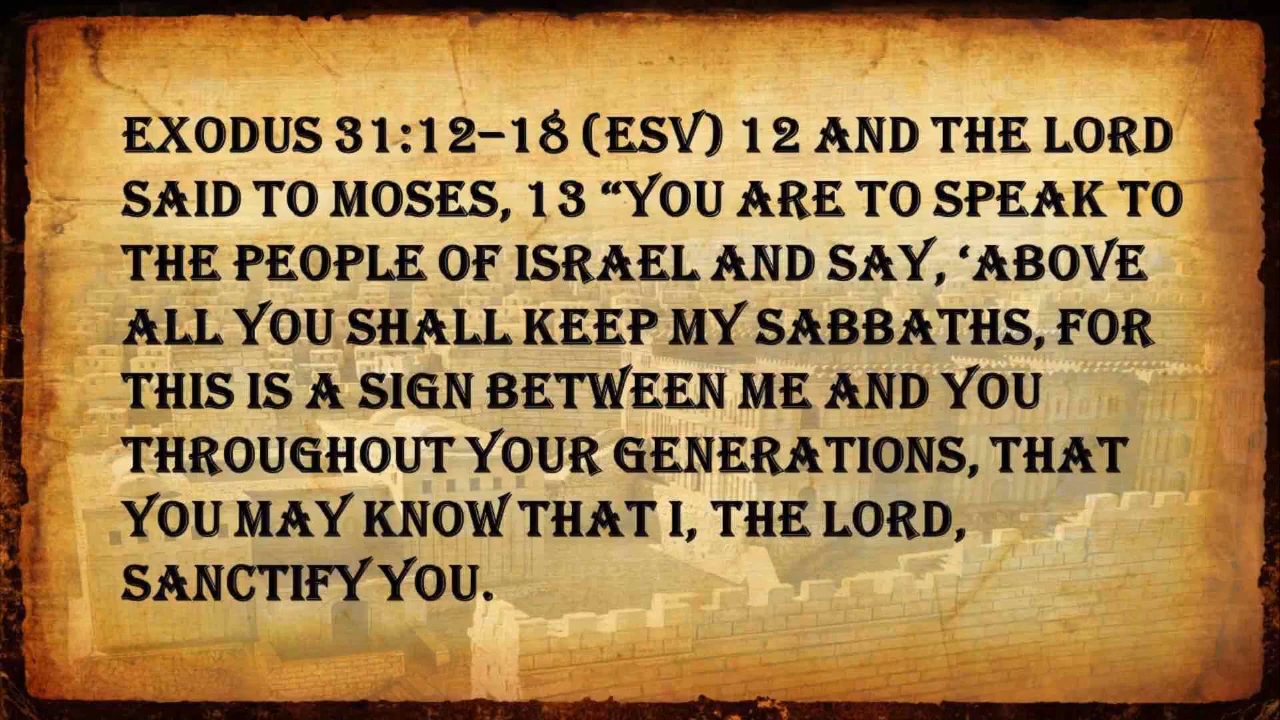 EXODUS 31:12–18 (ESV) 12 AND THE LORD
SAID TO MOSES, 13 “YOU ARE TO SPEAK TO
THE PEOPLE OF ISRAEL AND SAY, ‘ABOVE
ALL YOU SHALL KEEP MY SABBATHS, FOR
THIS IS A SIGN BETWEEN ME AND YOU
THROUGHOUT YOUR GENERATIONS, THAT
YOU MAY KNOW THAT I, THE LORD,
SANCTIFY YOU.